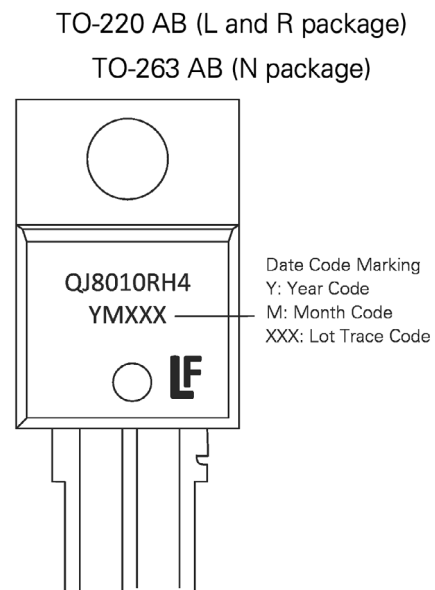 TO-220 AB (L and R package)
TO-263 AB (N package)
QJ8010RH4
YMXXX
LF
Date Code Marking
Y: Year Code
M: Month Code
XXX: Lot Trace Code